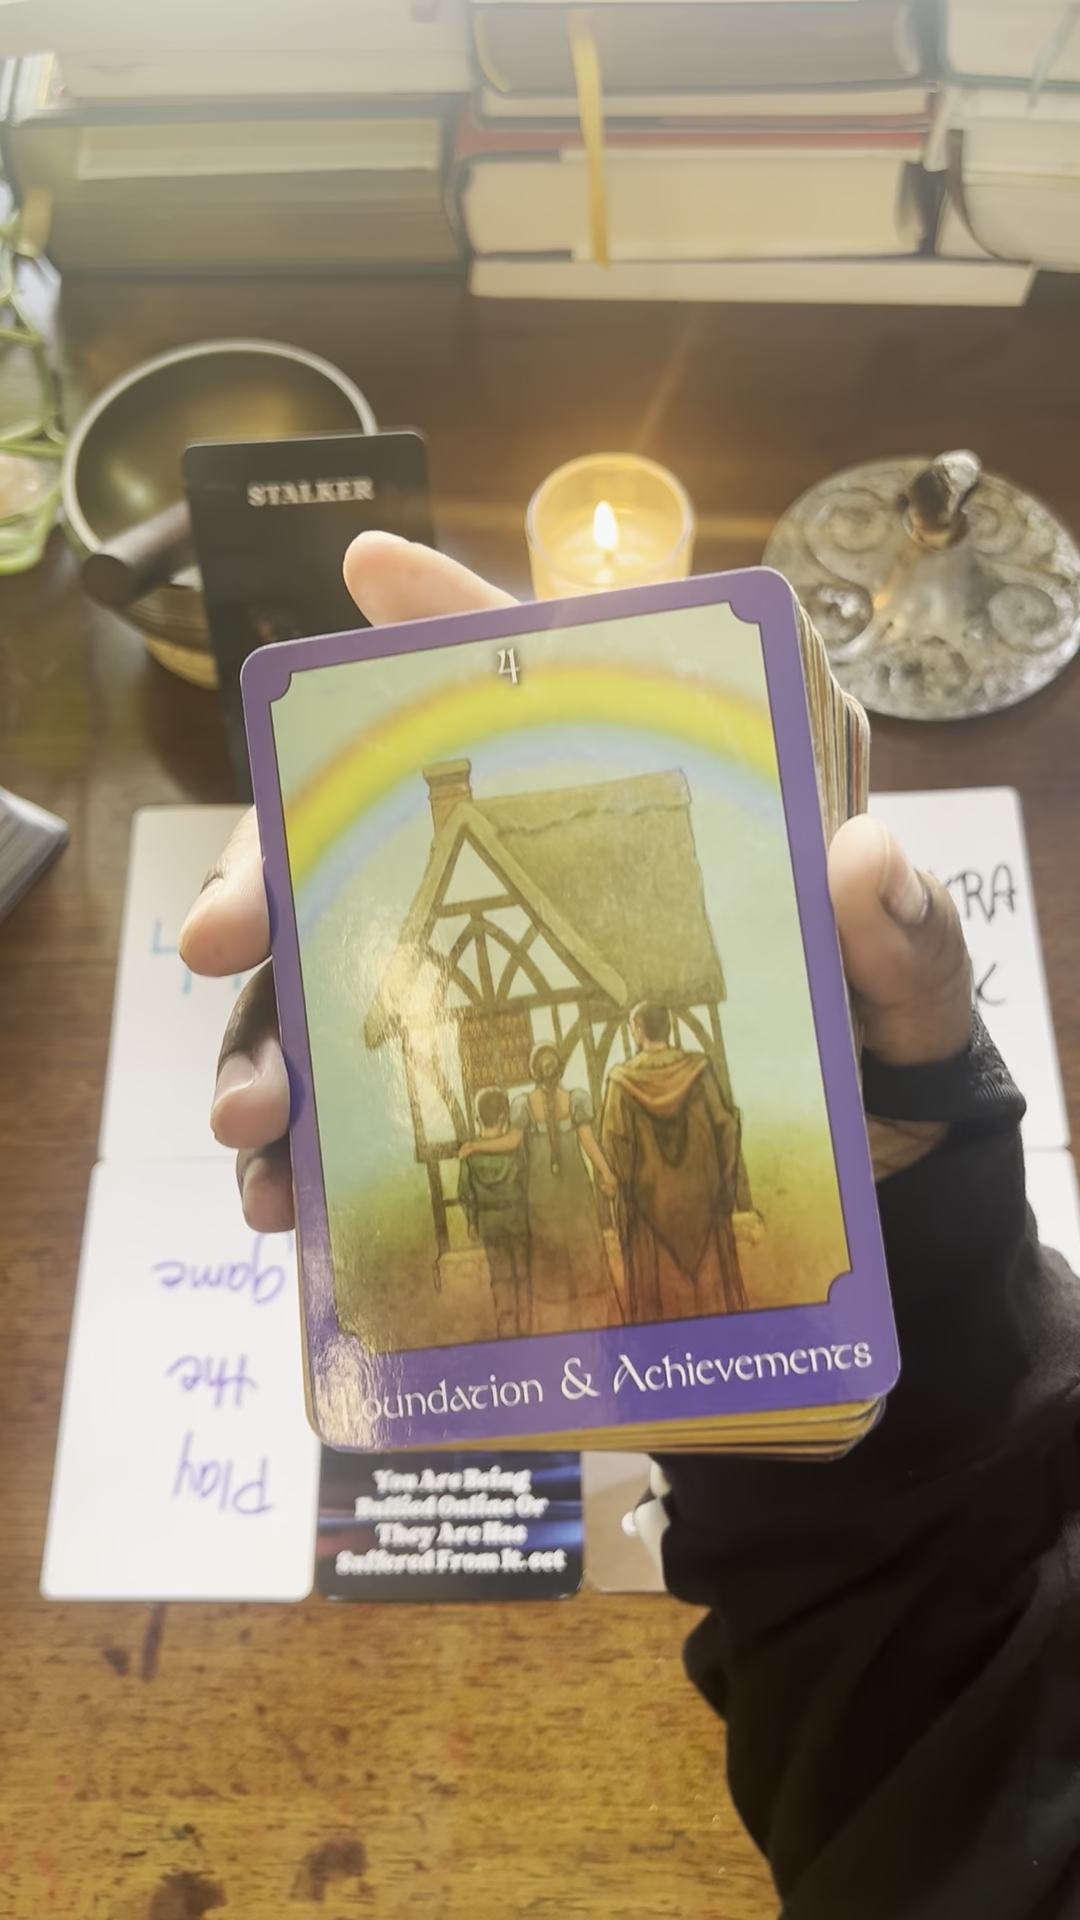 STALKER
4
Foundation & Achievements
Play
the
game
You Are Being
Bullied Online Or
They Are Has
Suffered From It. ect